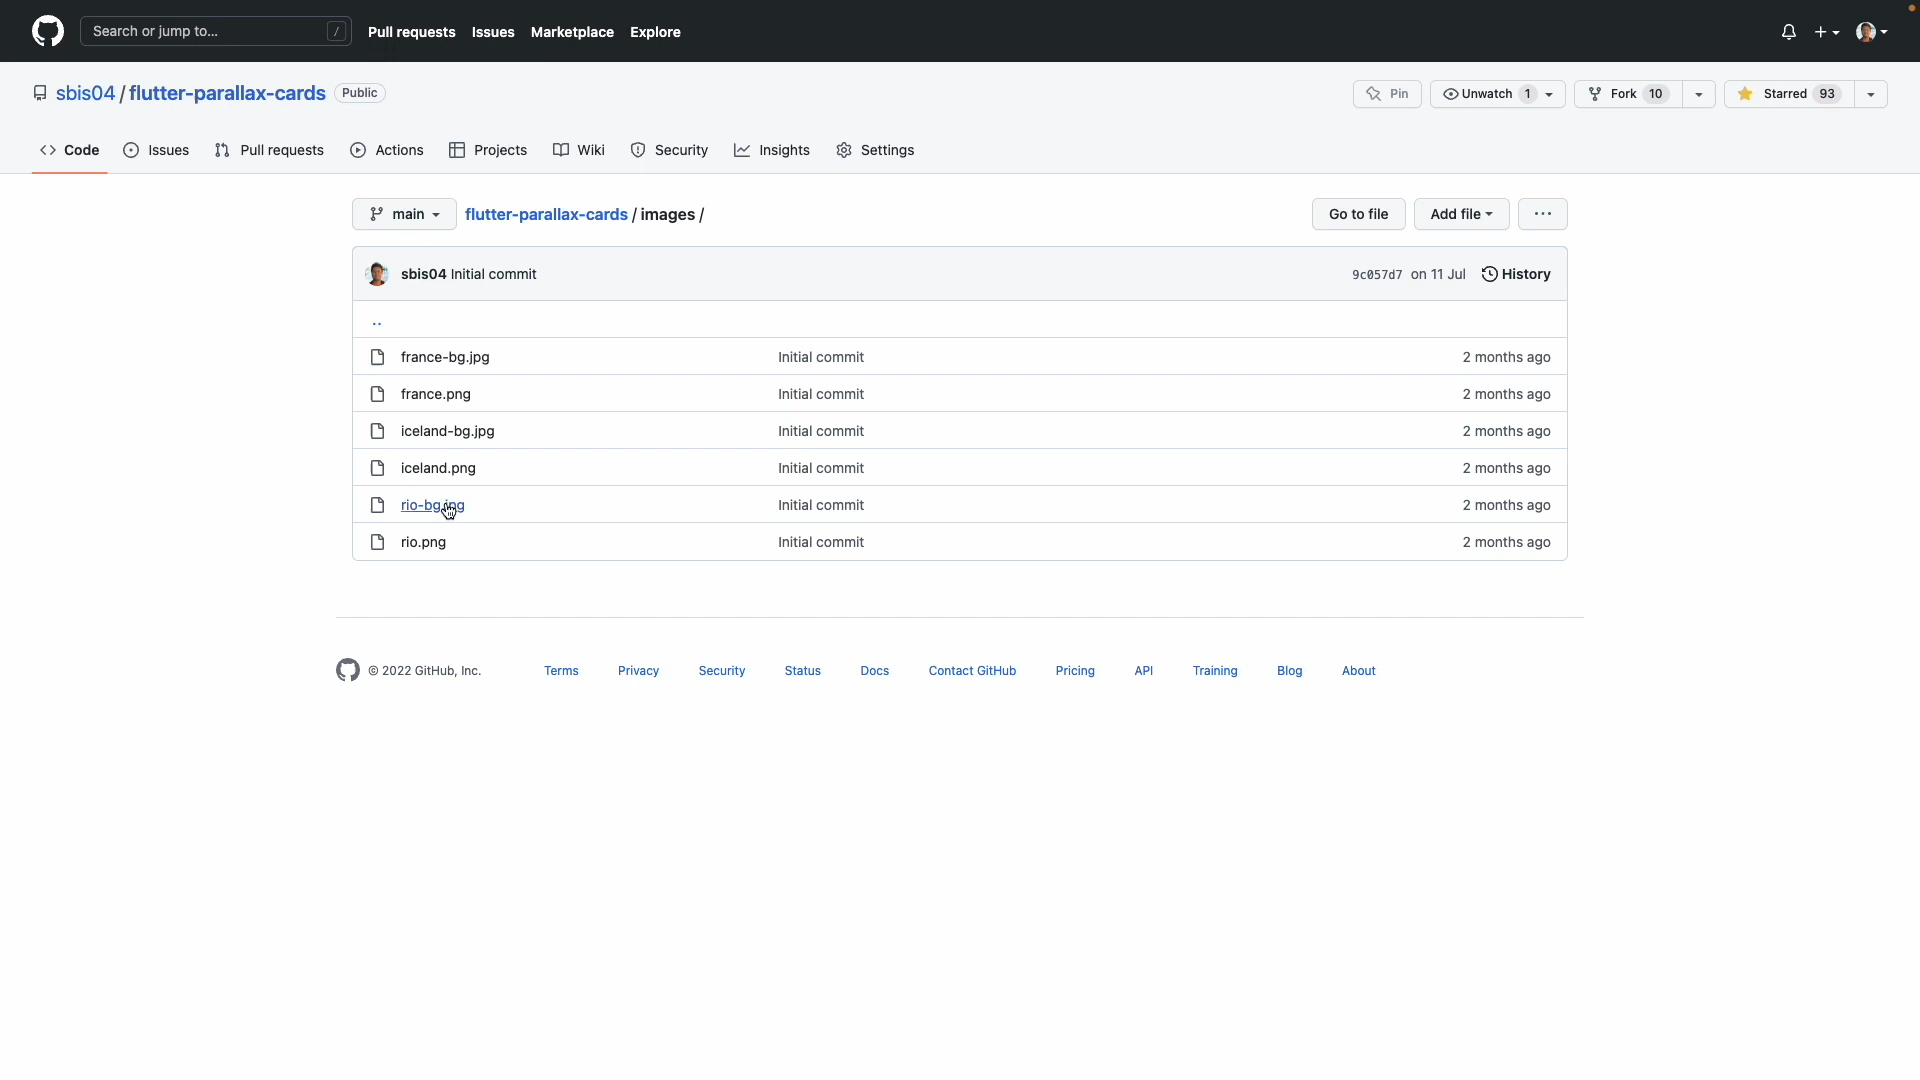 Search or jump to... /
Pull requests Issues Marketplace Explore
sbis04 / flutter-parallax-cards Public
Pin Unwatch 1 Fork 10 Starred 93
Code Issues Pull requests Actions Projects Wiki Security Insights Settings
main flutter-parallax-cards / images / Go to file Add file ...
sbis04 Initial commit 9c057d7 on 11 Jul History
..
france-bg.jpg Initial commit 2 months ago
france.png Initial commit 2 months ago
iceland-bg.jpg Initial commit 2 months ago
iceland.png Initial commit 2 months ago
Initial commit 2 months ago
rio.png Initial commit 2 months ago
© 2022 GitHub, Inc. Terms Privacy Security Status Docs Contact GitHub Pricing API Training Blog About